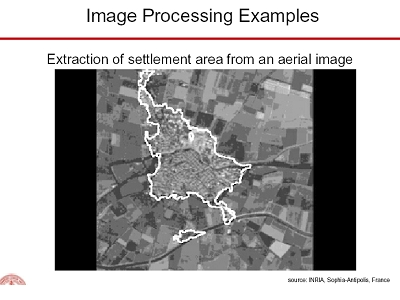 Image Processing Examples
Extraction of settlement area from an aerial image
source: INRIA, Sophia-Antipolis, France